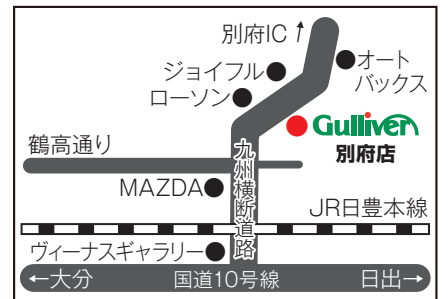 別府IC↑
ジョイフル●
●オート
バックス
ローソン●
●Gulliver
別府店
鶴高通り
九州横断道路
MAZDA●
JR日豊本線
ヴィーナスギャラリー●
←大分
国道10号線
日出→